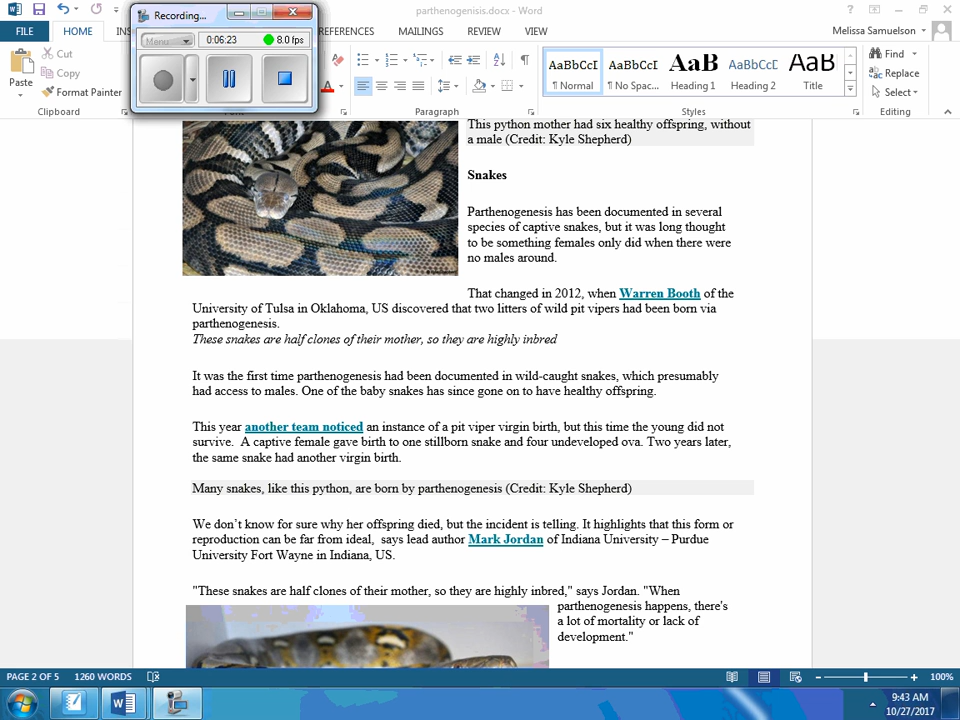 Recording...
parthenogenisis.docx - Word
FILE
HOME
INS
REFERENCES
MAILINGS
REVIEW
VIEW
Melissa Samuelson
Menu
0:06:23
8.0 fps
Paste
Cut
Copy
Format Painter
Clipboard
Paragraph
AaBbCcI
¶ Normal
AaBbCcI
¶ No Spac...
AaB
Heading 1
AaBbCcI
Heading 2
AaB
Title
Styles
Find
Replace
Select
Editing
This python mother had six healthy offspring, without
a male (Credit: Kyle Shepherd)
Snakes
Parthenogenesis has been documented in several
species of captive snakes, but it was long thought
to be something females only did when there were
no males around.
That changed in 2012, when Warren Booth of the
University of Tulsa in Oklahoma, US discovered that two litters of wild pit vipers had been born via
parthenogenesis.
These snakes are half clones of their mother, so they are highly inbred
It was the first time parthenogenesis had been documented in wild-caught snakes, which presumably
had access to males. One of the baby snakes has since gone on to have healthy offspring.
This year another team noticed an instance of a pit viper virgin birth, but this time the young did not
survive.  A captive female gave birth to one stillborn snake and four undeveloped ova. Two years later,
the same snake had another virgin birth.
Many snakes, like this python, are born by parthenogenesis (Credit: Kyle Shepherd)
We don't know for sure why her offspring died, but the incident is telling. It highlights that this form or
reproduction can be far from ideal,  says lead author Mark Jordan of Indiana University – Purdue
University Fort Wayne in Indiana, US.
"These snakes are half clones of their mother, so they are highly inbred," says Jordan. "When
parthenogenesis happens, there's
a lot of mortality or lack of
development."
PAGE 2 OF 5
1260 WORDS
100%
9:43 AM
10/27/2017